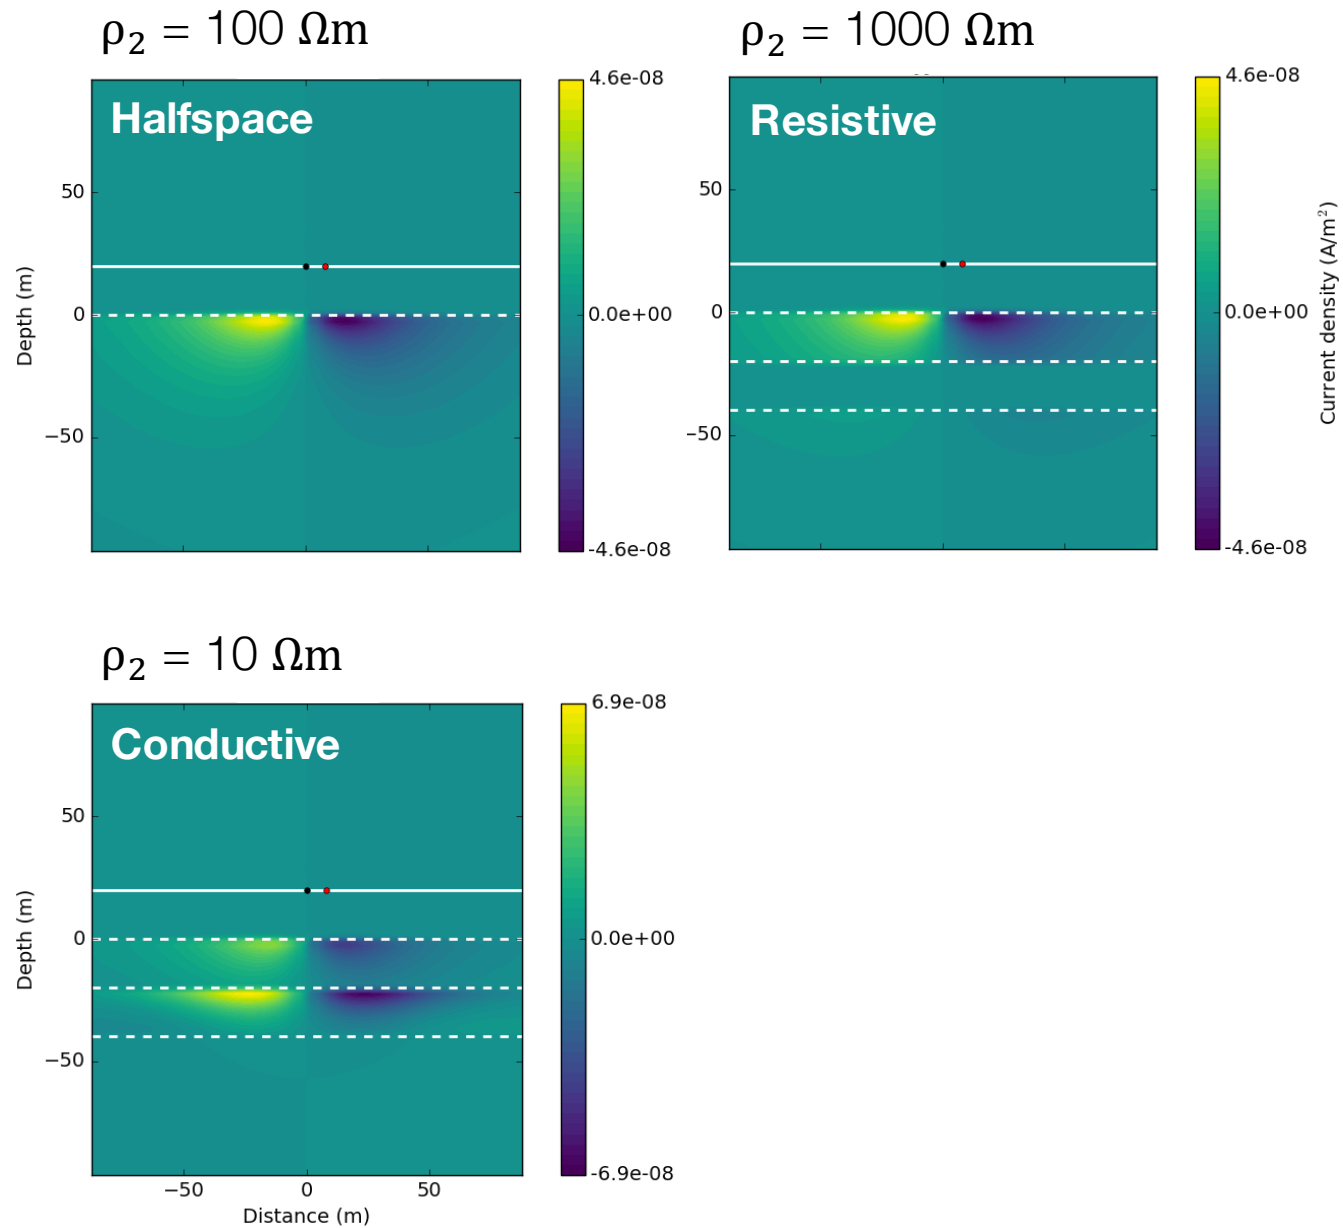 ρ₂ = 100 Ωm
Halfspace
50
0
−50
Depth (m)
4.6e-08
0.0e+00
-4.6e-08
ρ₂ = 1000 Ωm
Resistive
50
0
−50
4.6e-08
0.0e+00
-4.6e-08
Current density (A/m²)
ρ₂ = 10 Ωm
Conductive
50
0
−50
Depth (m)
−50 0 50
Distance (m)
6.9e-08
0.0e+00
-6.9e-08